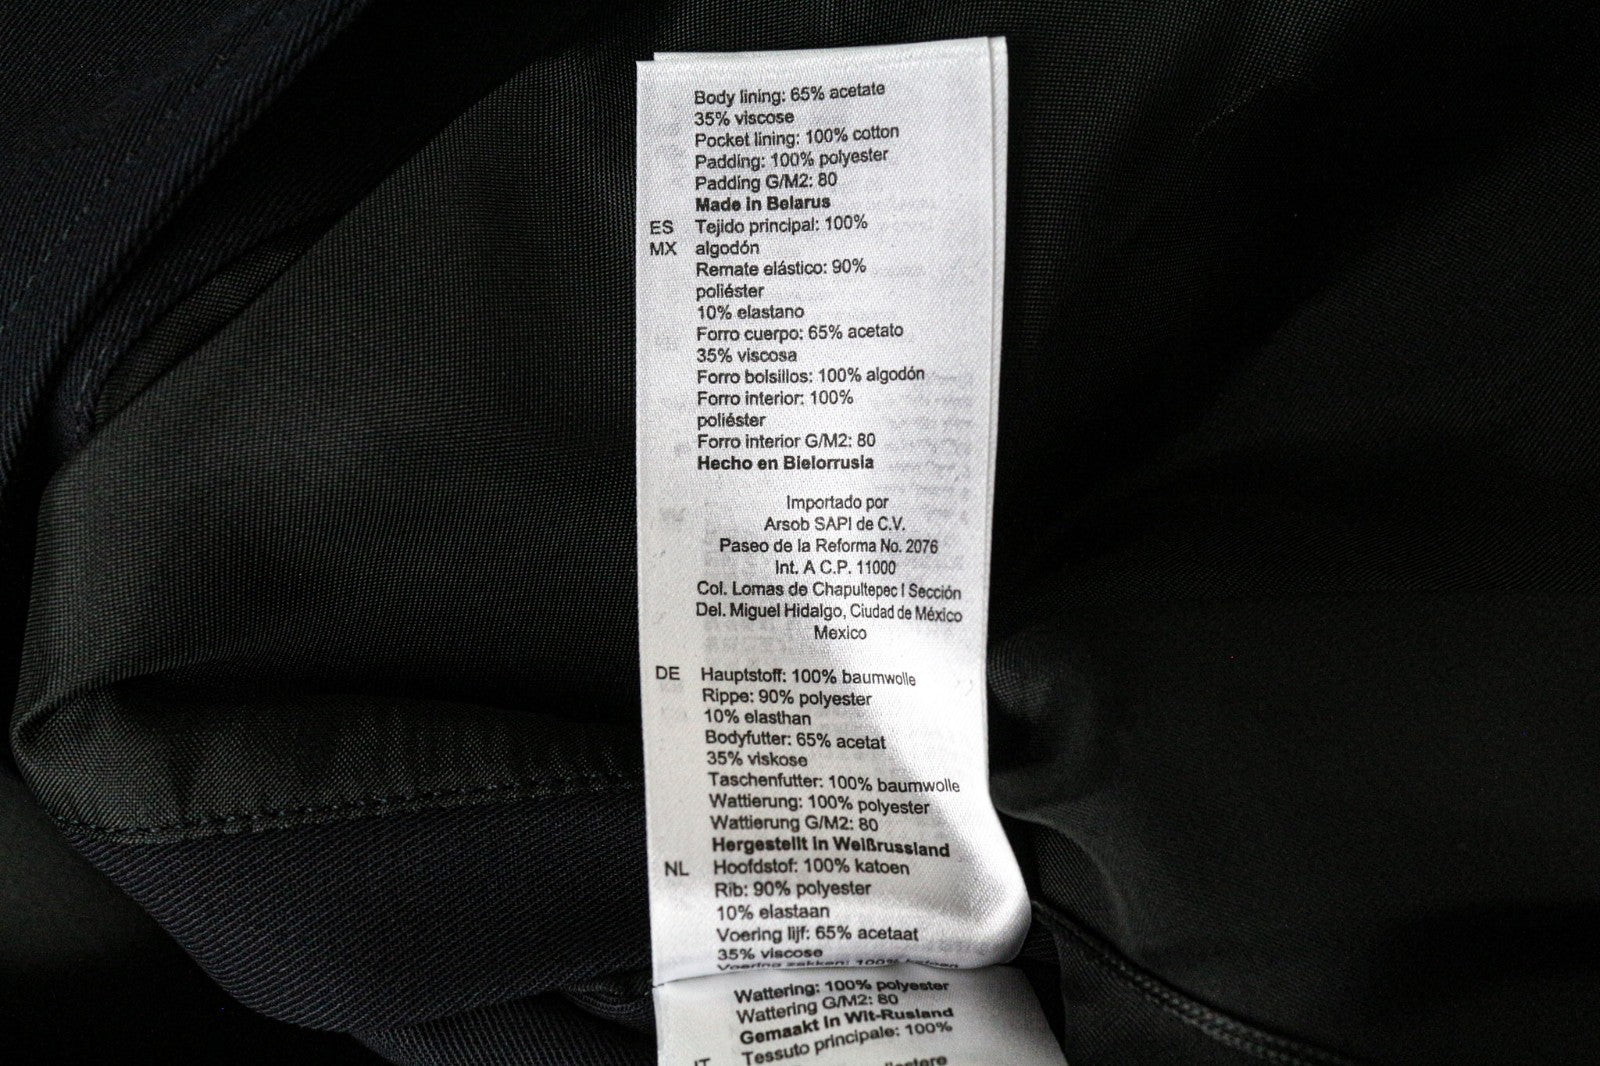 Body lining: 65% acetate
35% viscose
Pocket lining: 100% cotton
Padding: 100% polyester
Padding G/M2: 80
Made in Belarus
ES Tejido principal: 100%
MX algodón
Remate elástico: 90%
poliéster
10% elastano
Forro cuerpo: 65% acetato
35% viscosa
Forro bolsillos: 100% algodón
Forro interior: 100%
poliéster
Forro interior G/M2: 80
Hecho en Bielorrusia
Importado por
Arsob SAPI de C.V.
Paseo de la Reforma No. 2076
Int. A C.P. 11000
Col. Lomas de Chapultepec I Sección
Del. Miguel Hidalgo, Ciudad de México
Mexico
DE Hauptstoff: 100% baumwolle
Rippe: 90% polyester
10% elasthan
Bodyfutter: 65% acetat
35% viskose
Taschenfutter: 100% baumwolle
Wattierung: 100% polyester
Wattierung G/M2: 80
Hergestellt in Weißrussland
NL Hoofdstof: 100% katoen
Rib: 90% polyester
10% elastaan
Voering lijf: 65% acetaat
35% viscose
Voering zakken: 100% katoen
Wattering: 100% polyester
Wattering G/M2: 80
Gemaakt in Wit-Rusland
IT Tessuto principale: 100%